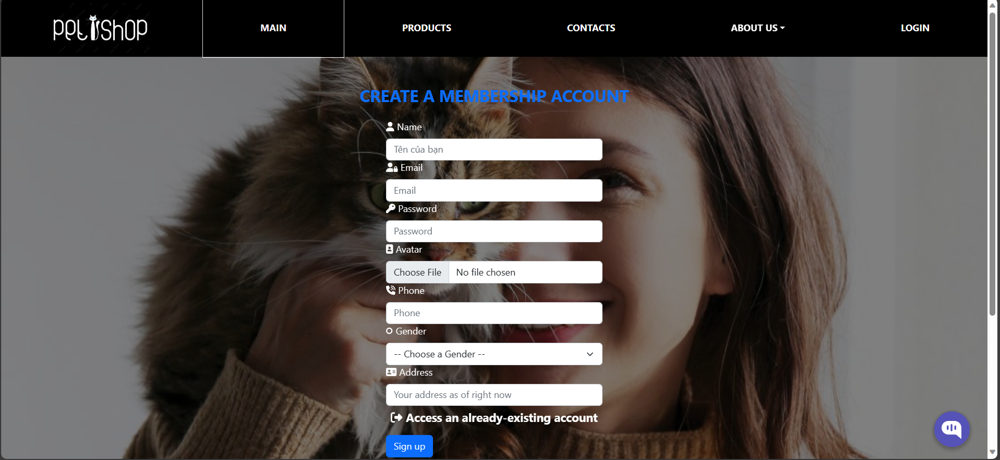 pet shop
MAIN
PRODUCTS
CONTACTS
ABOUT US
LOGIN
CREATE A MEMBERSHIP ACCOUNT
Name
Tên của bạn
Email
Email
Password
Password
Avatar
Choose File No file chosen
Phone
Phone
Gender
-- Choose a Gender --
Address
Your address as of right now
Access an already-existing account
Sign up